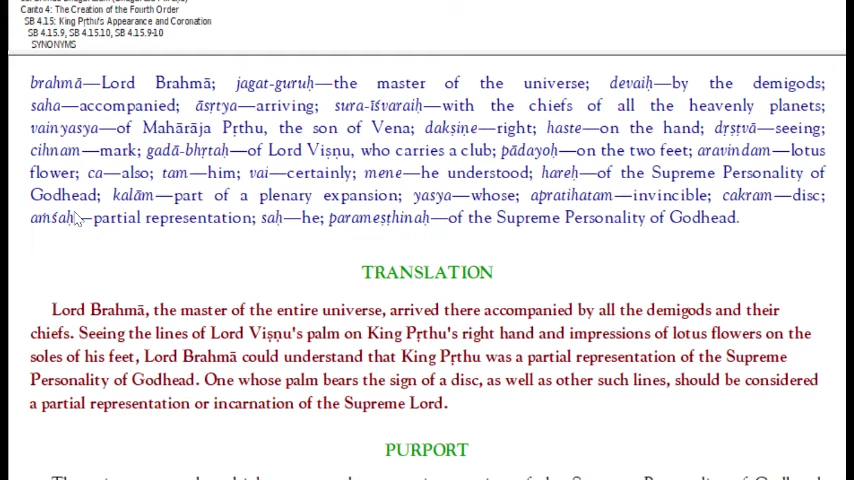 Canto 4: The Creation of the Fourth Order
SB 4.15: King Pṛthu's Appearance and Coronation
SB 4.15.9, SB 4.15.10, SB 4.15.9-10
SYNONYMS
brahmā—Lord Brahmā; jagat-guruḥ—the master of the universe; devaiḥ—by the demigods;
saha—accompanied; āsṛtya—arriving; sura-īśvaraiḥ—with the chiefs of all the heavenly planets;
vainyasya—of Mahārāja Pṛthu, the son of Vena; dakṣiṇe—right; haste—on the hand; dṛṣṭvā—seeing;
cihnam—mark; gadā-bhṛtaḥ—of Lord Viṣṇu, who carries a club; pādayoḥ—on the two feet; aravindam—lotus
flower; ca—also; tam—him; vai—certainly; mene—he understood; hareḥ—of the Supreme Personality of
Godhead; kalām—part of a plenary expansion; yasya—whose; apratihatam—invincible; cakram—disc;
aṁśaḥ—partial representation; saḥ—he; parameṣṭhinaḥ—of the Supreme Personality of Godhead.
TRANSLATION
Lord Brahmā, the master of the entire universe, arrived there accompanied by all the demigods and their
chiefs. Seeing the lines of Lord Viṣṇu's palm on King Pṛthu's right hand and impressions of lotus flowers on the
soles of his feet, Lord Brahmā could understand that King Pṛthu was a partial representation of the Supreme
Personality of Godhead. One whose palm bears the sign of a disc, as well as other such lines, should be considered
a partial representation or incarnation of the Supreme Lord.
PURPORT